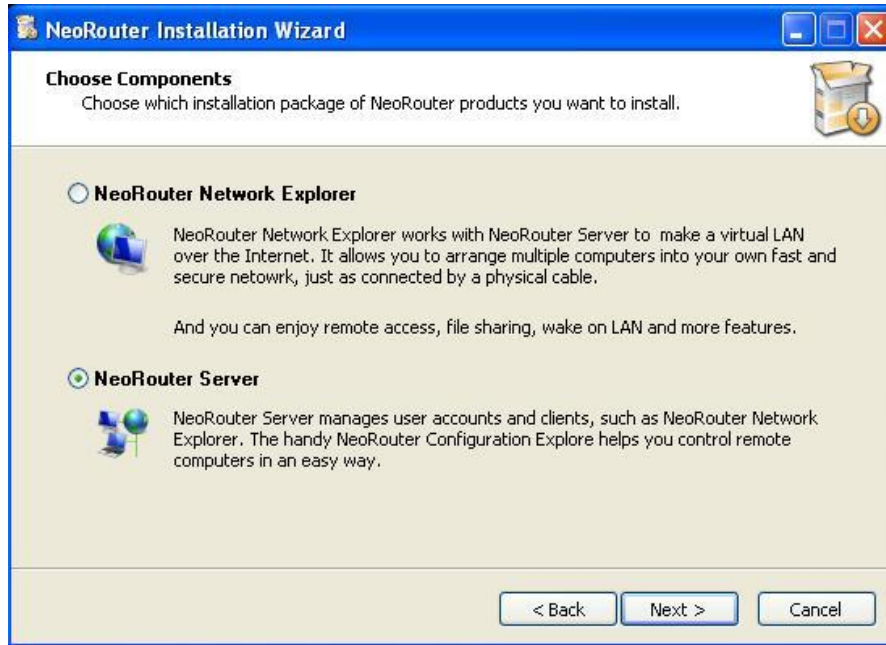 NeoRouter Installation Wizard
Choose Components
Choose which installation package of NeoRouter products you want to install.
NeoRouter Network Explorer
NeoRouter Network Explorer works with NeoRouter Server to make a virtual LAN
over the Internet. It allows you to arrange multiple computers into your own fast and
secure netowrk, just as connected by a physical cable.
And you can enjoy remote access, file sharing, wake on LAN and more features.
NeoRouter Server
NeoRouter Server manages user accounts and clients, such as NeoRouter Network
Explorer. The handy NeoRouter Configuration Explore helps you control remote
computers in an easy way.
< Back
Next >
Cancel